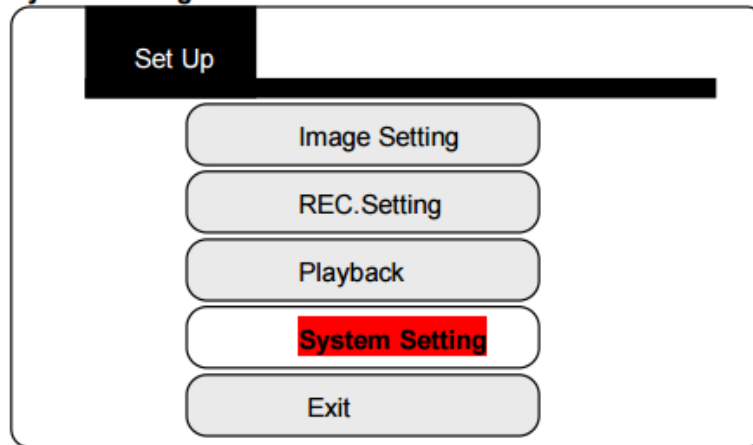 Set Up
Image Setting
REC.Setting
Playback
System Setting
Exit